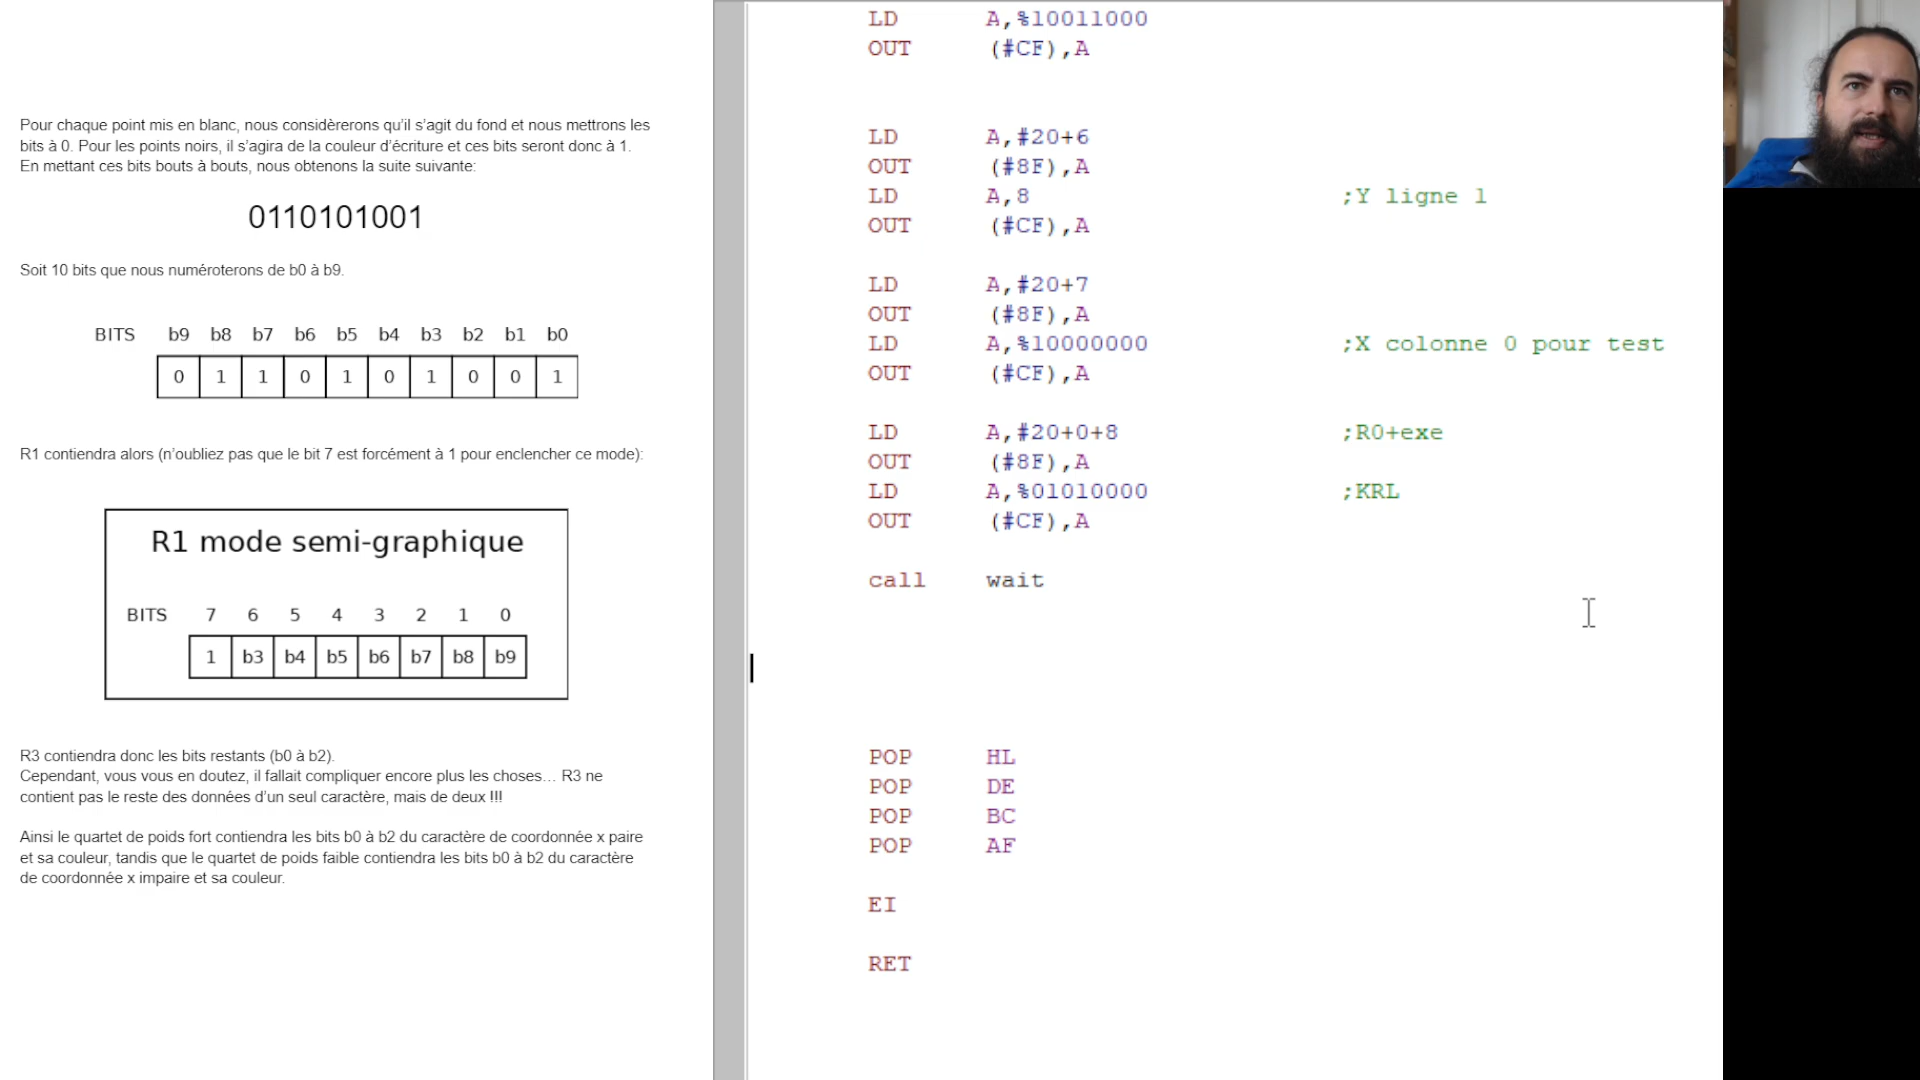 Pour chaque point mis en blanc, nous considèrerons qu'il s'agit du fond et nous mettrons les
bits à 0. Pour les points noirs, il s'agira de la couleur d'écriture et ces bits seront donc à 1.
En mettant ces bits bouts à bouts, nous obtenons la suite suivante:
0110101001
Soit 10 bits que nous numéroterons de b0 à b9.
BITS b9 b8 b7 b6 b5 b4 b3 b2 b1 b0
0 1 1 0 1 0 1 0 0 1
R1 contiendra alors (n'oubliez pas que le bit 7 est forcément à 1 pour enclencher ce mode):
R1 mode semi-graphique
BITS 7 6 5 4 3 2 1 0
1 b3 b4 b5 b6 b7 b8 b9
R3 contiendra donc les bits restants (b0 à b2).
Cependant, vous vous en doutez, il fallait compliquer encore plus les choses… R3 ne
contient pas le reste des données d'un seul caractère, mais de deux !!!
Ainsi le quartet de poids fort contiendra les bits b0 à b2 du caractère de coordonnée x paire
et sa couleur, tandis que le quartet de poids faible contiendra les bits b0 à b2 du caractère
de coordonnée x impaire et sa couleur.
LD A,%10011000
OUT (#CF),A
LD A,#20+6
OUT (#8F),A
LD A,8 ;Y ligne 1
OUT (#CF),A
LD A,#20+7
OUT (#8F),A
LD A,%10000000 ;X colonne 0 pour test
OUT (#CF),A
LD A,#20+0+8 ;R0+exe
OUT (#8F),A
LD A,%01010000 ;KRL
OUT (#CF),A
call wait
POP HL
POP DE
POP BC
POP AF
EI
RET